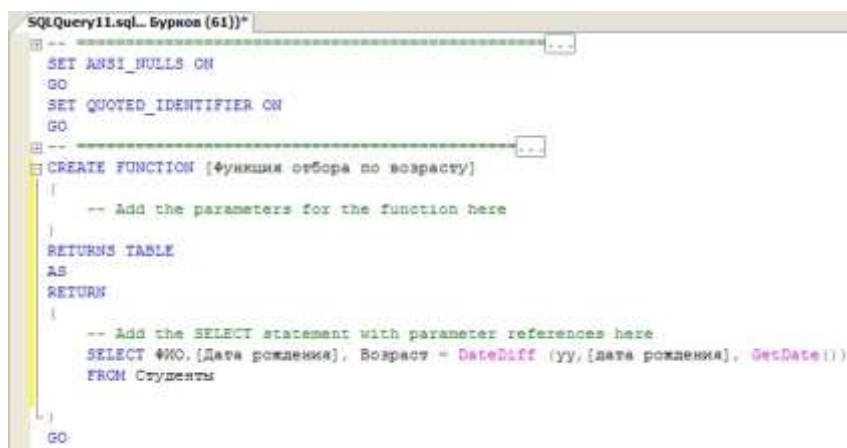 SQLQuery11.sql... Бурков (61))*
-- ==================================================...
SET ANSI_NULLS ON
GO
SET QUOTED_IDENTIFIER ON
GO
-- ===============================================...
CREATE FUNCTION [Функция отбора по возрасту]
(
-- Add the parameters for the function here
)
RETURNS TABLE
AS
RETURN
(
-- Add the SELECT statement with parameter references here
SELECT ФИО, [Дата рождения], Возраст = DateDiff (yy,[дата рождения], GetDate())
FROM Студенты
)
GO